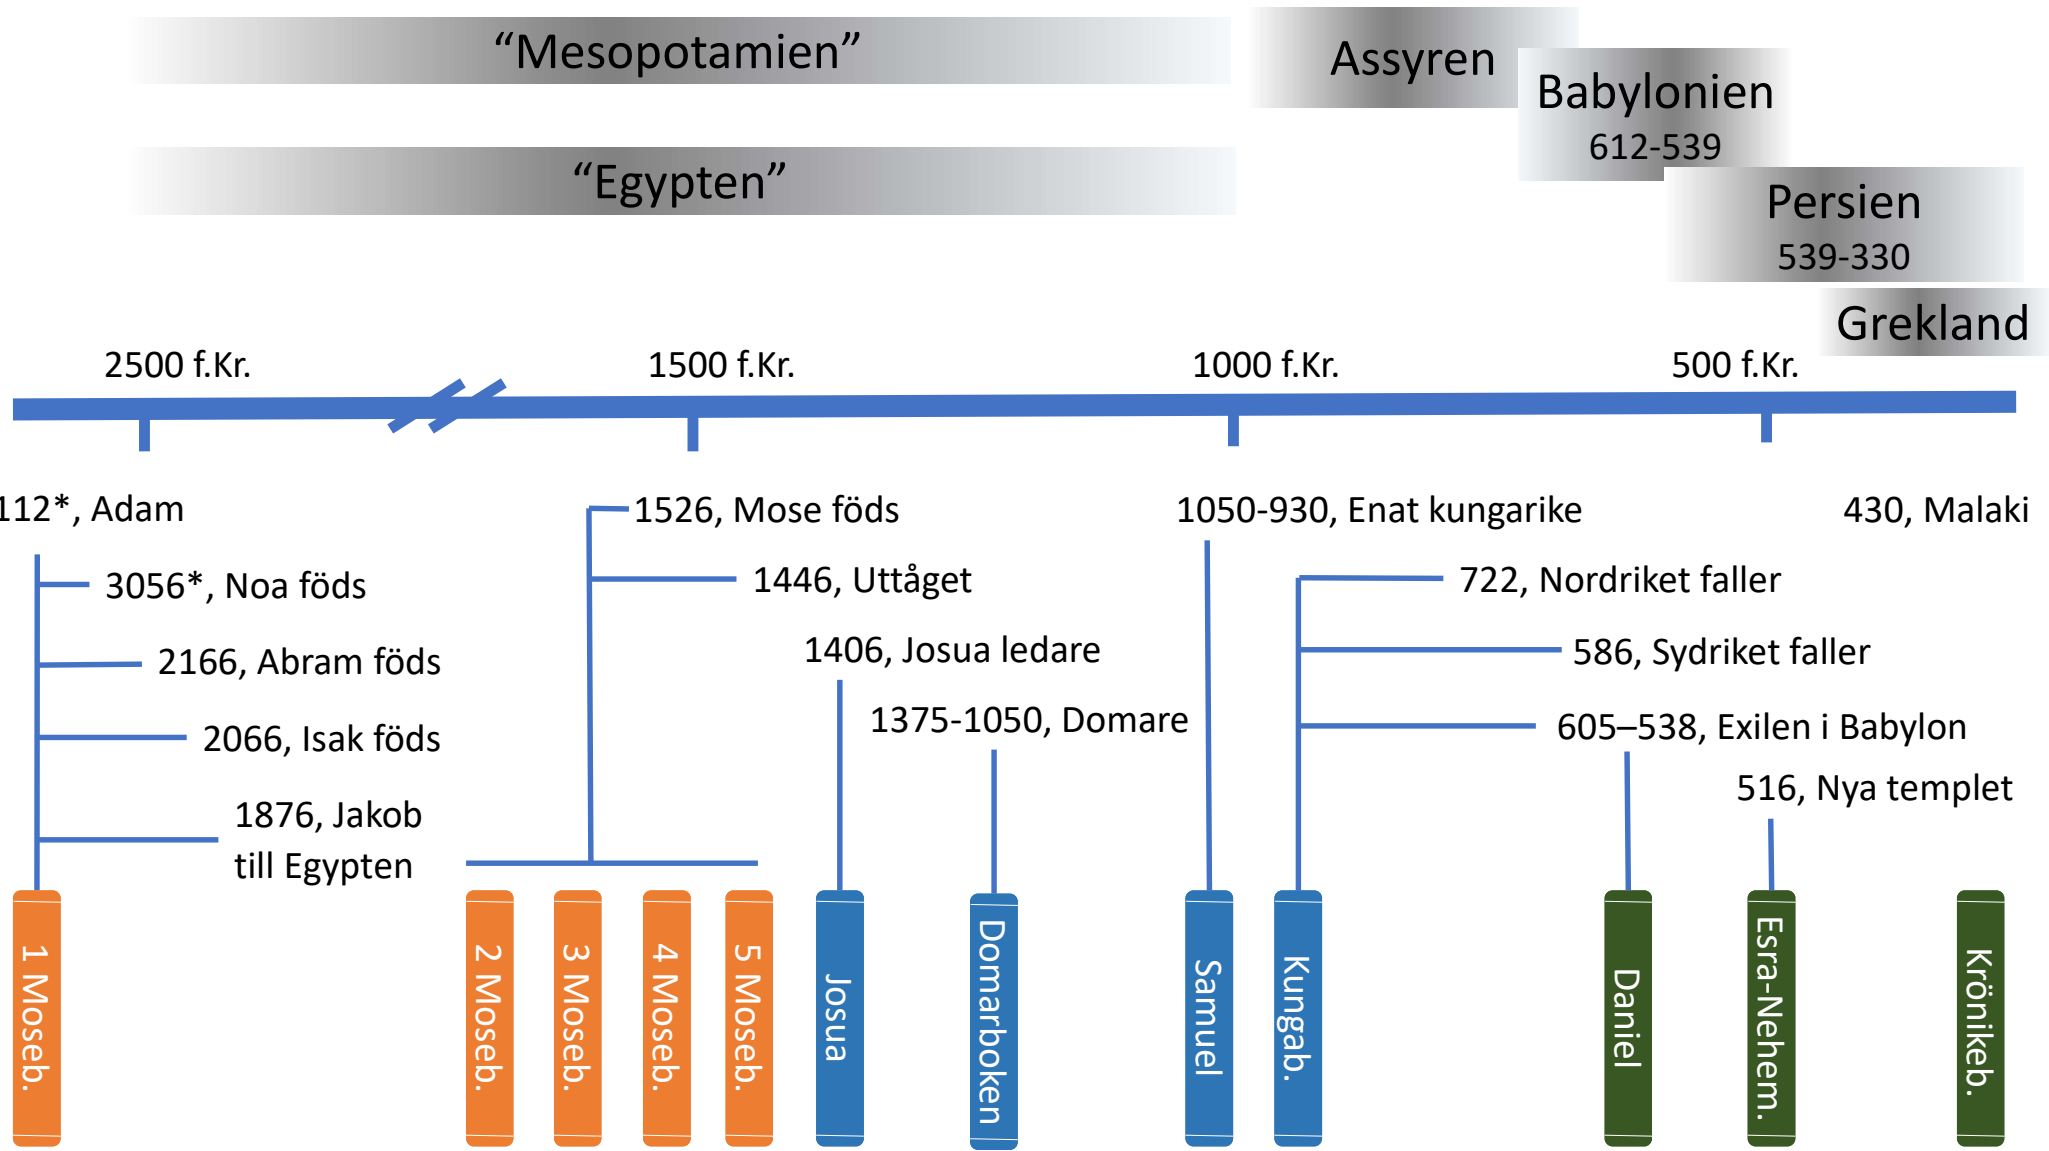 “Mesopotamien”
Assyren
Babylonien
612-539
“Egypten”
Persien
539-330
Grekland
2500 f.Kr.
1500 f.Kr.
1000 f.Kr.
500 f.Kr.
112*, Adam
1526, Mose föds
1050-930, Enat kungarike
430, Malaki
3056*, Noa föds
1446, Uttåget
722, Nordriket faller
2166, Abram föds
1406, Josua ledare
586, Sydriket faller
2066, Isak föds
1375-1050, Domare
605–538, Exilen i Babylon
516, Nya templet
1876, Jakob
till Egypten
1 Moseb.
2 Moseb.
3 Moseb.
4 Moseb.
5 Moseb.
Josua
Domarboken
Samuel
Kungab.
Daniel
Esra-Nehem.
Krönikeb.